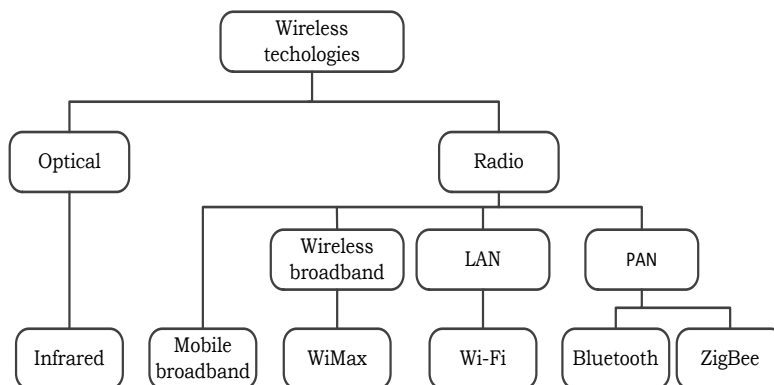 Wireless
techologies
Optical
Radio
Wireless
broadband
LAN
PAN
Infrared
Mobile
broadband
WiMax
Wi-Fi
Bluetooth
ZigBee